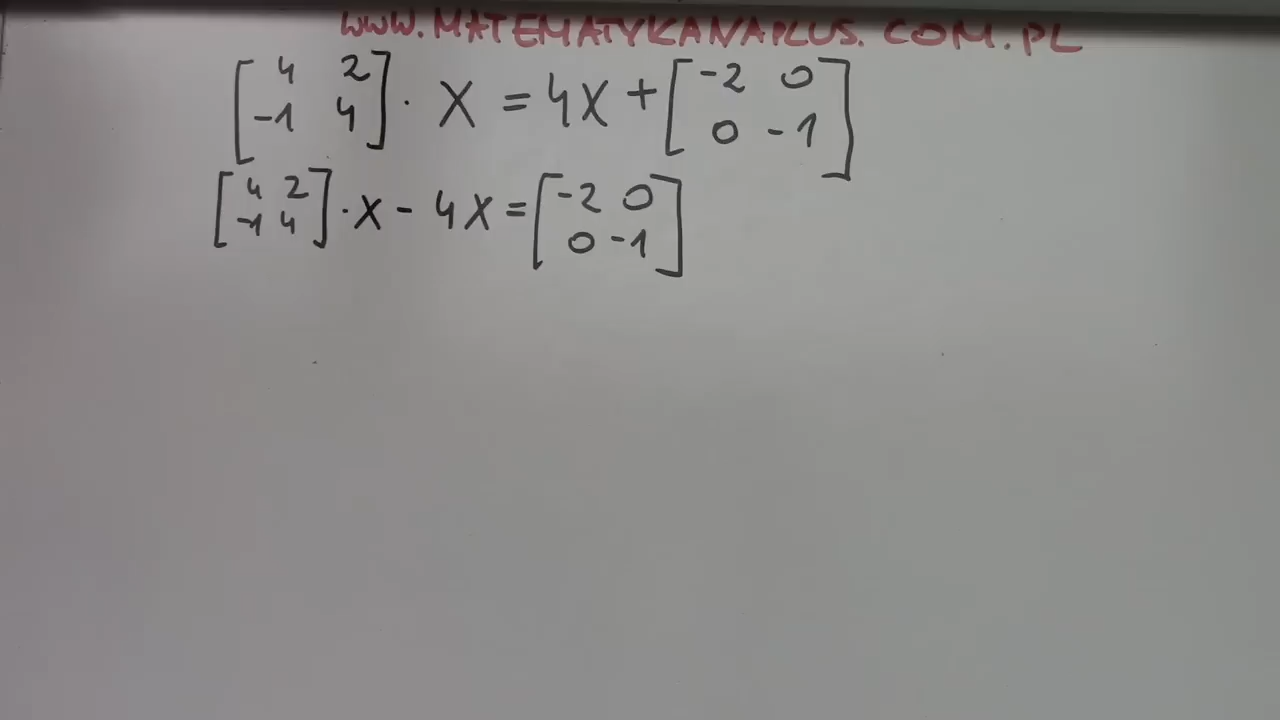 WWW.MATEMATYKANAPLUS.COM.PL
[4 2; -1 4] · X = 4X + [-2 0; 0 -1]
[4 2; -1 4] · X - 4X = [-2 0; 0 -1]